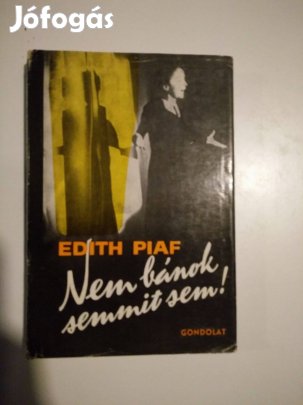 Jófogás
EDITH PIAF
Nem bánok
semmit sem!
GONDOLAT